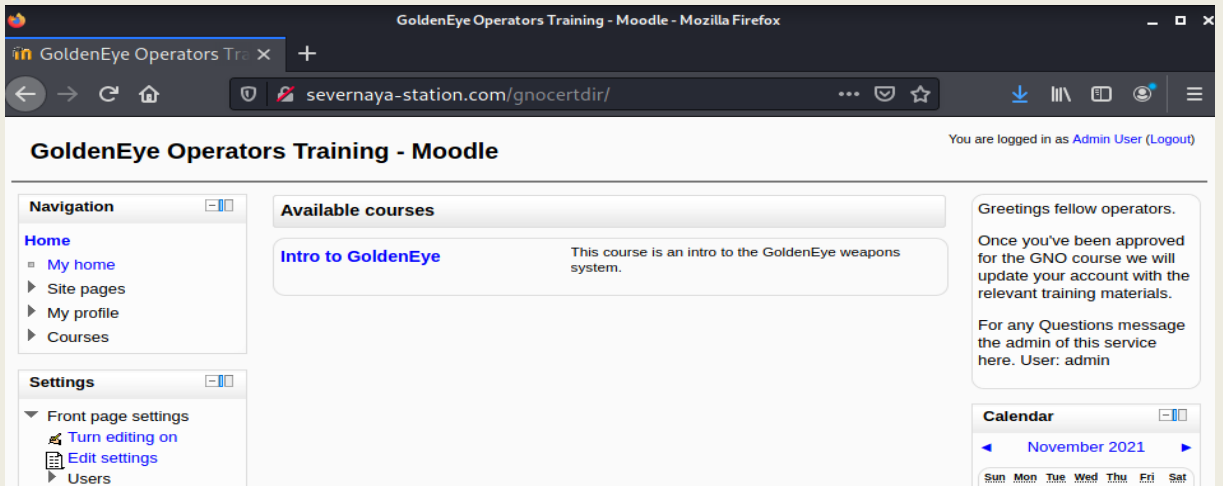 GoldenEye Operators Training - Moodle - Mozilla Firefox
GoldenEye Operators Tra
severnaya-station.com/gnocertdir/
GoldenEye Operators Training - Moodle
You are logged in as Admin User (Logout)
Navigation
Home
My home
Site pages
My profile
Courses
Settings
Front page settings
Turn editing on
Edit settings
Users
Available courses
Intro to GoldenEye
This course is an intro to the GoldenEye weapons
system.
Greetings fellow operators.
Once you've been approved
for the GNO course we will
update your account with the
relevant training materials.
For any Questions message
the admin of this service
here. User: admin
Calendar
November 2021
Sun Mon Tue Wed Thu Fri Sat